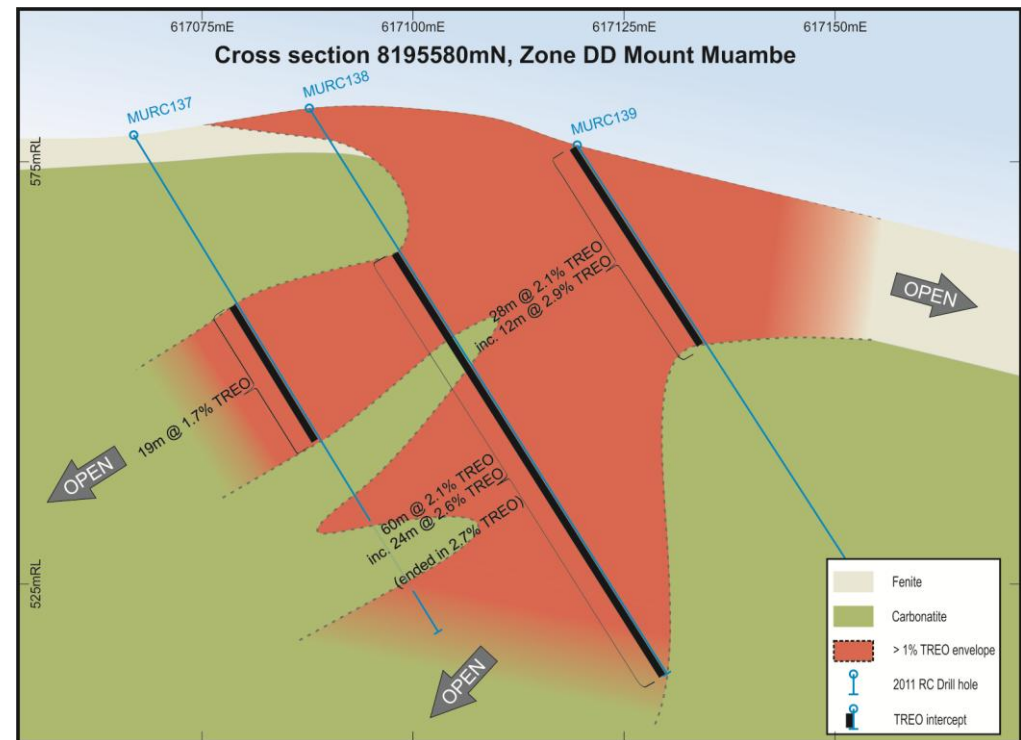 617075mE
617100mE
617125mE
617150mE
Cross section 8195580mN, Zone DD Mount Muambe
MURC137
MURC138
MURC139
575mRL
28m @ 2.1% TREO
inc. 12m @ 2.9% TREO
OPEN
19m @ 1.7% TREO
OPEN
60m @ 2.1% TREO
inc. 24m @ 2.6% TREO
(ended in 2.7% TREO)
525mRL
OPEN
Fenite
Carbonatite
> 1% TREO envelope
2011 RC Drill hole
TREO intercept